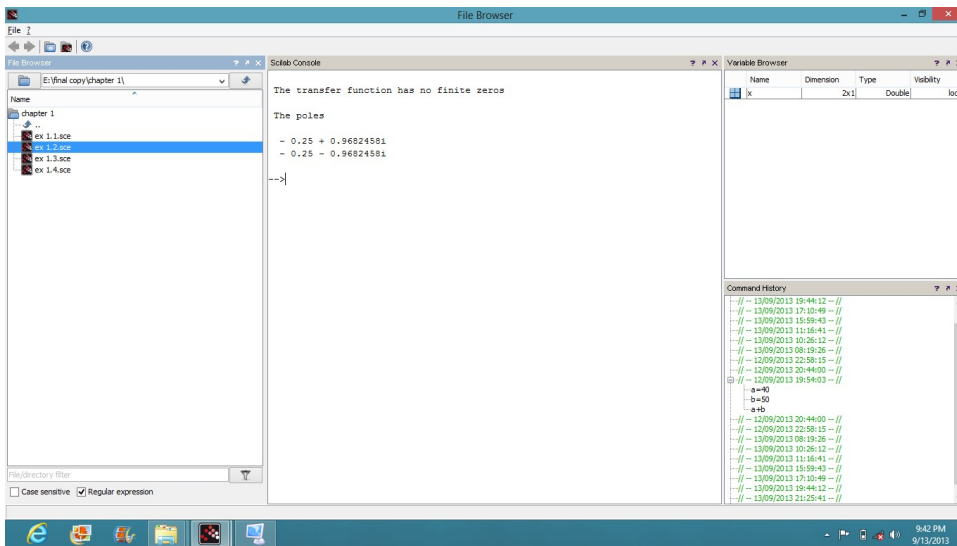 File Browser
File ?
File Browser ? X
E:\final copy\chapter 1\
Name
chapter 1
..
ex 1.1.sce
ex 1.2.sce
ex 1.3.sce
ex 1.4.sce
File/directory filter
Case sensitive Regular expression
Scilab Console ? X
The transfer function has no finite zeros
The poles
- 0.25 + 0.9682458i
- 0.25 - 0.9682458i
-->
Variable Browser ?
Name Dimension Type Visibility
x 2x1 Double loc
Command History ?
// -- 13/09/2013 19:44:12 -- //
// -- 13/09/2013 17:10:49 -- //
// -- 13/09/2013 15:59:43 -- //
// -- 13/09/2013 11:16:41 -- //
// -- 13/09/2013 10:26:12 -- //
// -- 13/09/2013 08:19:26 -- //
// -- 12/09/2013 22:58:15 -- //
// -- 12/09/2013 20:44:00 -- //
// -- 12/09/2013 19:54:03 -- //
a=40
b=50
a+b
// -- 12/09/2013 20:44:00 -- //
// -- 12/09/2013 22:58:15 -- //
// -- 13/09/2013 08:19:26 -- //
// -- 13/09/2013 10:26:12 -- //
// -- 13/09/2013 11:16:41 -- //
// -- 13/09/2013 15:59:43 -- //
// -- 13/09/2013 17:10:49 -- //
// -- 13/09/2013 19:44:12 -- //
// -- 13/09/2013 21:25:41 -- //
9:42 PM
9/13/2013